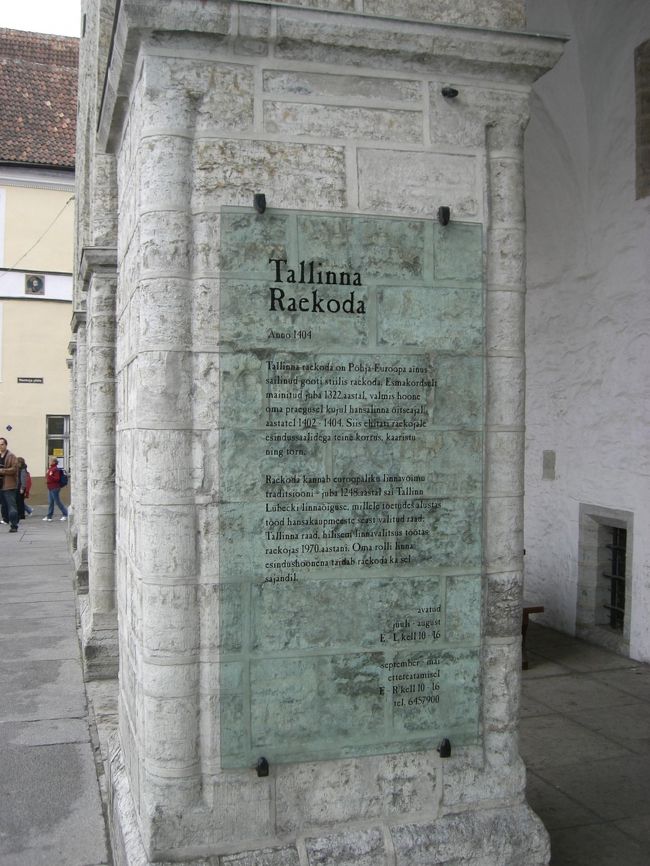 Tallinna
Raekoda
Anno 1404
Tallinna raekoda on Põhja-Euroopa ainus
säilinud gooti stiilis raekoda. Esmakordselt
mainitud juba 1322.aastal, valmis hoone
oma praegusel kujul hansalinna õitseajal,
aastatel 1402 - 1404. Siis ehitati raekojale
esindussaalidega teine korrus, kaaristu
ning torn.
Raekoda kannab euroopaliku linnavõimu
traditsiooni - juba 1248.aastal sai Tallinn
Lübecki linnaõiguse, millele toetudes alustas
tööd hansakaupmeeste seast valitud raad.
Tallinna raad, hilisem linnavalitsus töötas
raekojas 1970.aastani. Oma rolli linna
esindushoonena täidab raekoda ka sel
sajandil.
avatud
juuli - august
E - L kell 10 - 16
september - mai
ettereatamisel
E - R kell 10 - 16
tel. 6457900